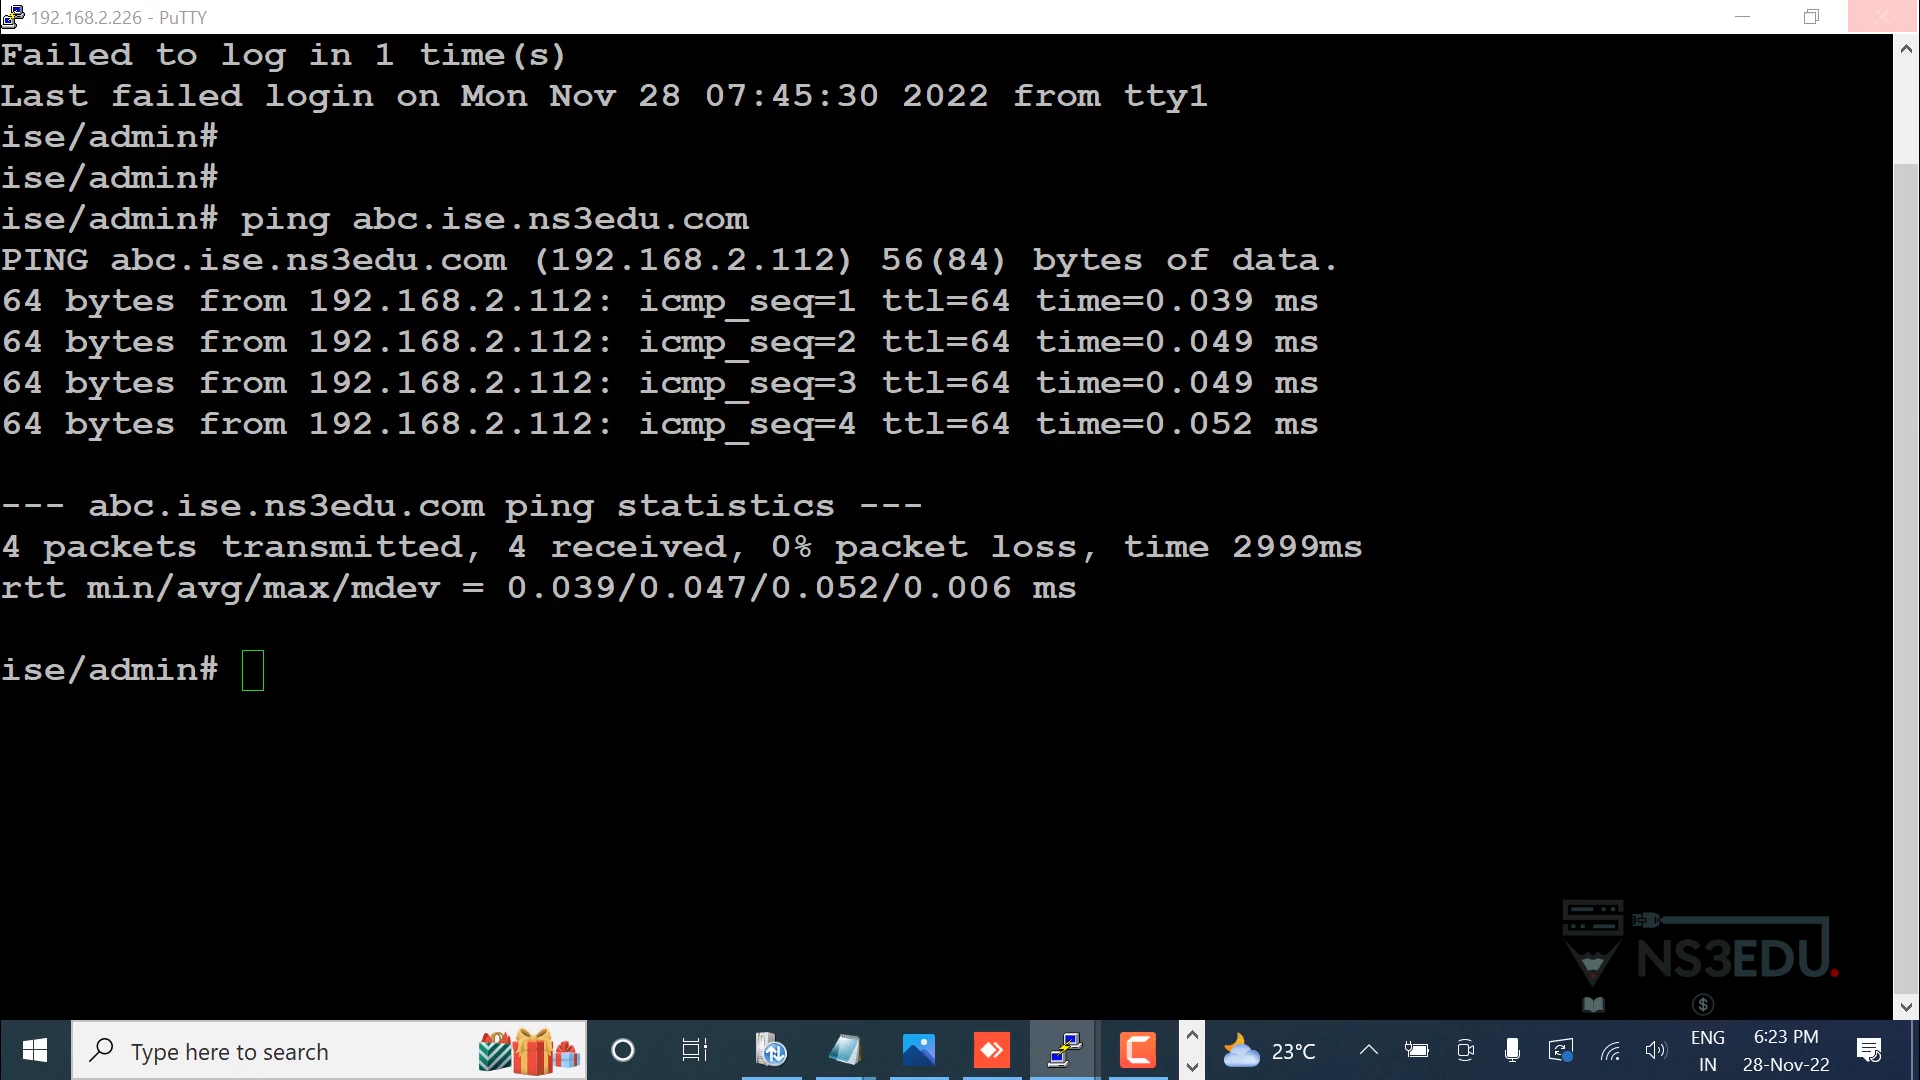 192.168.2.226 - PuTTY
Failed to log in 1 time(s)
Last failed login on Mon Nov 28 07:45:30 2022 from tty1
ise/admin#
ise/admin#
ise/admin# ping abc.ise.ns3edu.com
PING abc.ise.ns3edu.com (192.168.2.112) 56(84) bytes of data.
64 bytes from 192.168.2.112: icmp_seq=1 ttl=64 time=0.039 ms
64 bytes from 192.168.2.112: icmp_seq=2 ttl=64 time=0.049 ms
64 bytes from 192.168.2.112: icmp_seq=3 ttl=64 time=0.049 ms
64 bytes from 192.168.2.112: icmp_seq=4 ttl=64 time=0.052 ms
--- abc.ise.ns3edu.com ping statistics ---
4 packets transmitted, 4 received, 0% packet loss, time 2999ms
rtt min/avg/max/mdev = 0.039/0.047/0.052/0.006 ms
ise/admin#
NS3EDU.
Type here to search
23°C
ENG
IN
6:23 PM
28-Nov-22